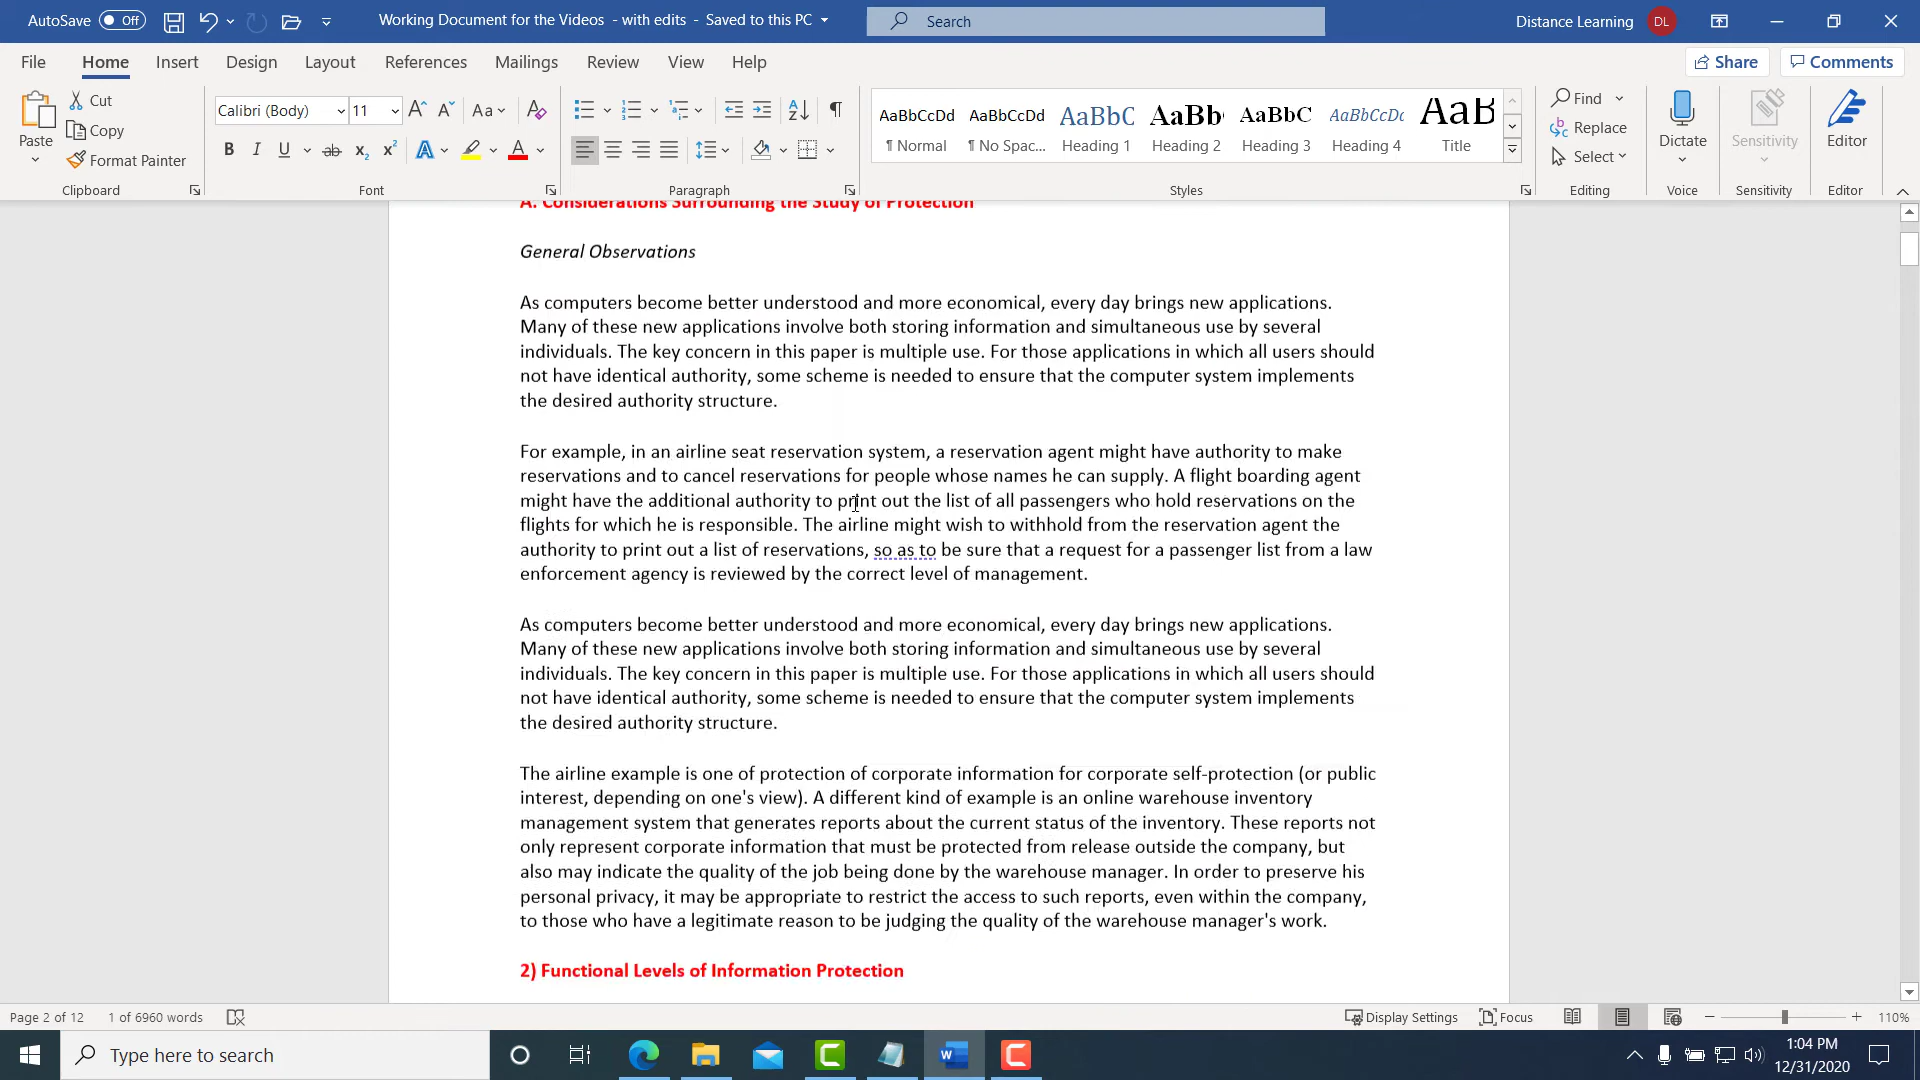 AutoSave Off Working Document for the Videos - with edits - Saved to this PC Search Distance Learning DL
File Home Insert Design Layout References Mailings Review View Help Share Comments
Paste Cut Copy Format Painter
Calibri (Body) 11 Aa
AaBbCcDd AaBbCcDd AaBbC AaBb AaBbC AaBbCcDc AaB
¶ Normal ¶ No Spac... Heading 1 Heading 2 Heading 3 Heading 4 Title
Find Replace Select Dictate Sensitivity Editor
Clipboard Font Paragraph Styles Editing Voice Sensitivity Editor
A. Considerations Surrounding the Study of Protection
General Observations
As computers become better understood and more economical, every day brings new applications.
Many of these new applications involve both storing information and simultaneous use by several
individuals. The key concern in this paper is multiple use. For those applications in which all users should
not have identical authority, some scheme is needed to ensure that the computer system implements
the desired authority structure.
For example, in an airline seat reservation system, a reservation agent might have authority to make
reservations and to cancel reservations for people whose names he can supply. A flight boarding agent
might have the additional authority to print out the list of all passengers who hold reservations on the
flights for which he is responsible. The airline might wish to withhold from the reservation agent the
authority to print out a list of reservations, so as to be sure that a request for a passenger list from a law
enforcement agency is reviewed by the correct level of management.
As computers become better understood and more economical, every day brings new applications.
Many of these new applications involve both storing information and simultaneous use by several
individuals. The key concern in this paper is multiple use. For those applications in which all users should
not have identical authority, some scheme is needed to ensure that the computer system implements
the desired authority structure.
The airline example is one of protection of corporate information for corporate self-protection (or public
interest, depending on one's view). A different kind of example is an online warehouse inventory
management system that generates reports about the current status of the inventory. These reports not
only represent corporate information that must be protected from release outside the company, but
also may indicate the quality of the job being done by the warehouse manager. In order to preserve his
personal privacy, it may be appropriate to restrict the access to such reports, even within the company,
to those who have a legitimate reason to be judging the quality of the warehouse manager's work.
2) Functional Levels of Information Protection
Page 2 of 12 1 of 6960 words Display Settings Focus 110%
Type here to search 1:04 PM
12/31/2020